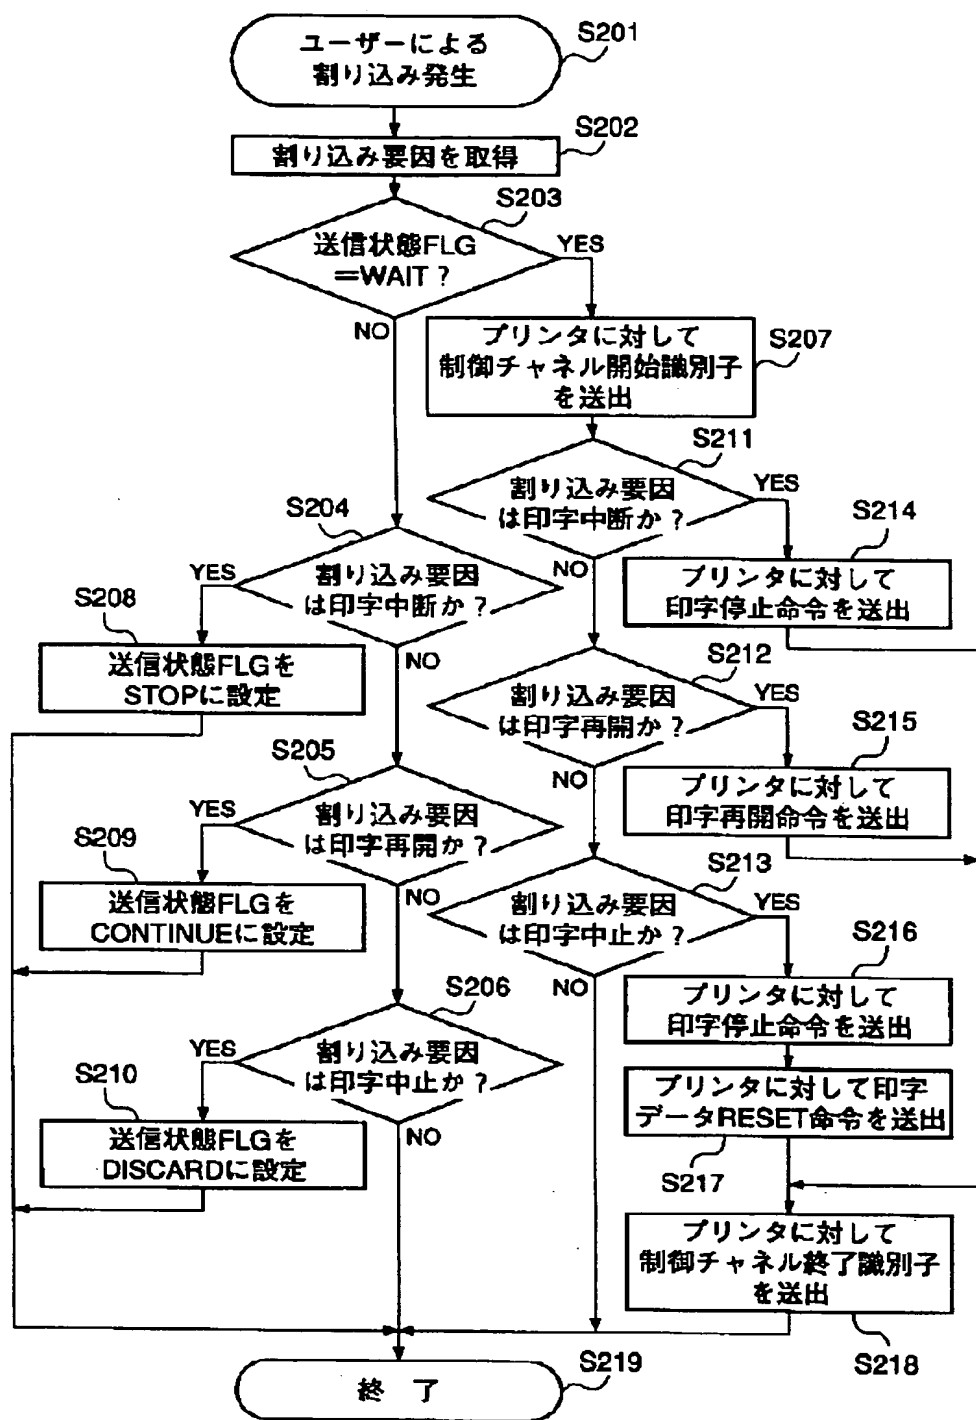 ユーザーによる
割り込み発生
S201
割り込み要因を取得
S202
送信状態FLG
=WAIT?
S203
YES
NO
プリンタに対して
制御チャネル開始識別子
を送出
S207
割り込み要因
は印字中断か?
S211
YES
NO
プリンタに対して
印字停止命令を送出
S214
割り込み要因
は印字中断か?
S204
YES
NO
送信状態FLGを
STOPに設定
S208
割り込み要因
は印字再開か?
S212
YES
NO
プリンタに対して
印字再開命令を送出
S215
割り込み要因
は印字再開か?
S205
YES
NO
送信状態FLGを
CONTINUEに設定
S209
割り込み要因
は印字中止か?
S213
YES
NO
プリンタに対して
印字停止命令を送出
S216
割り込み要因
は印字中止か?
S206
YES
NO
送信状態FLGを
DISCARDに設定
S210
プリンタに対して印字
データRESET命令を送出
S217
プリンタに対して
制御チャネル終了識別子
を送出
S218
終 了
S219